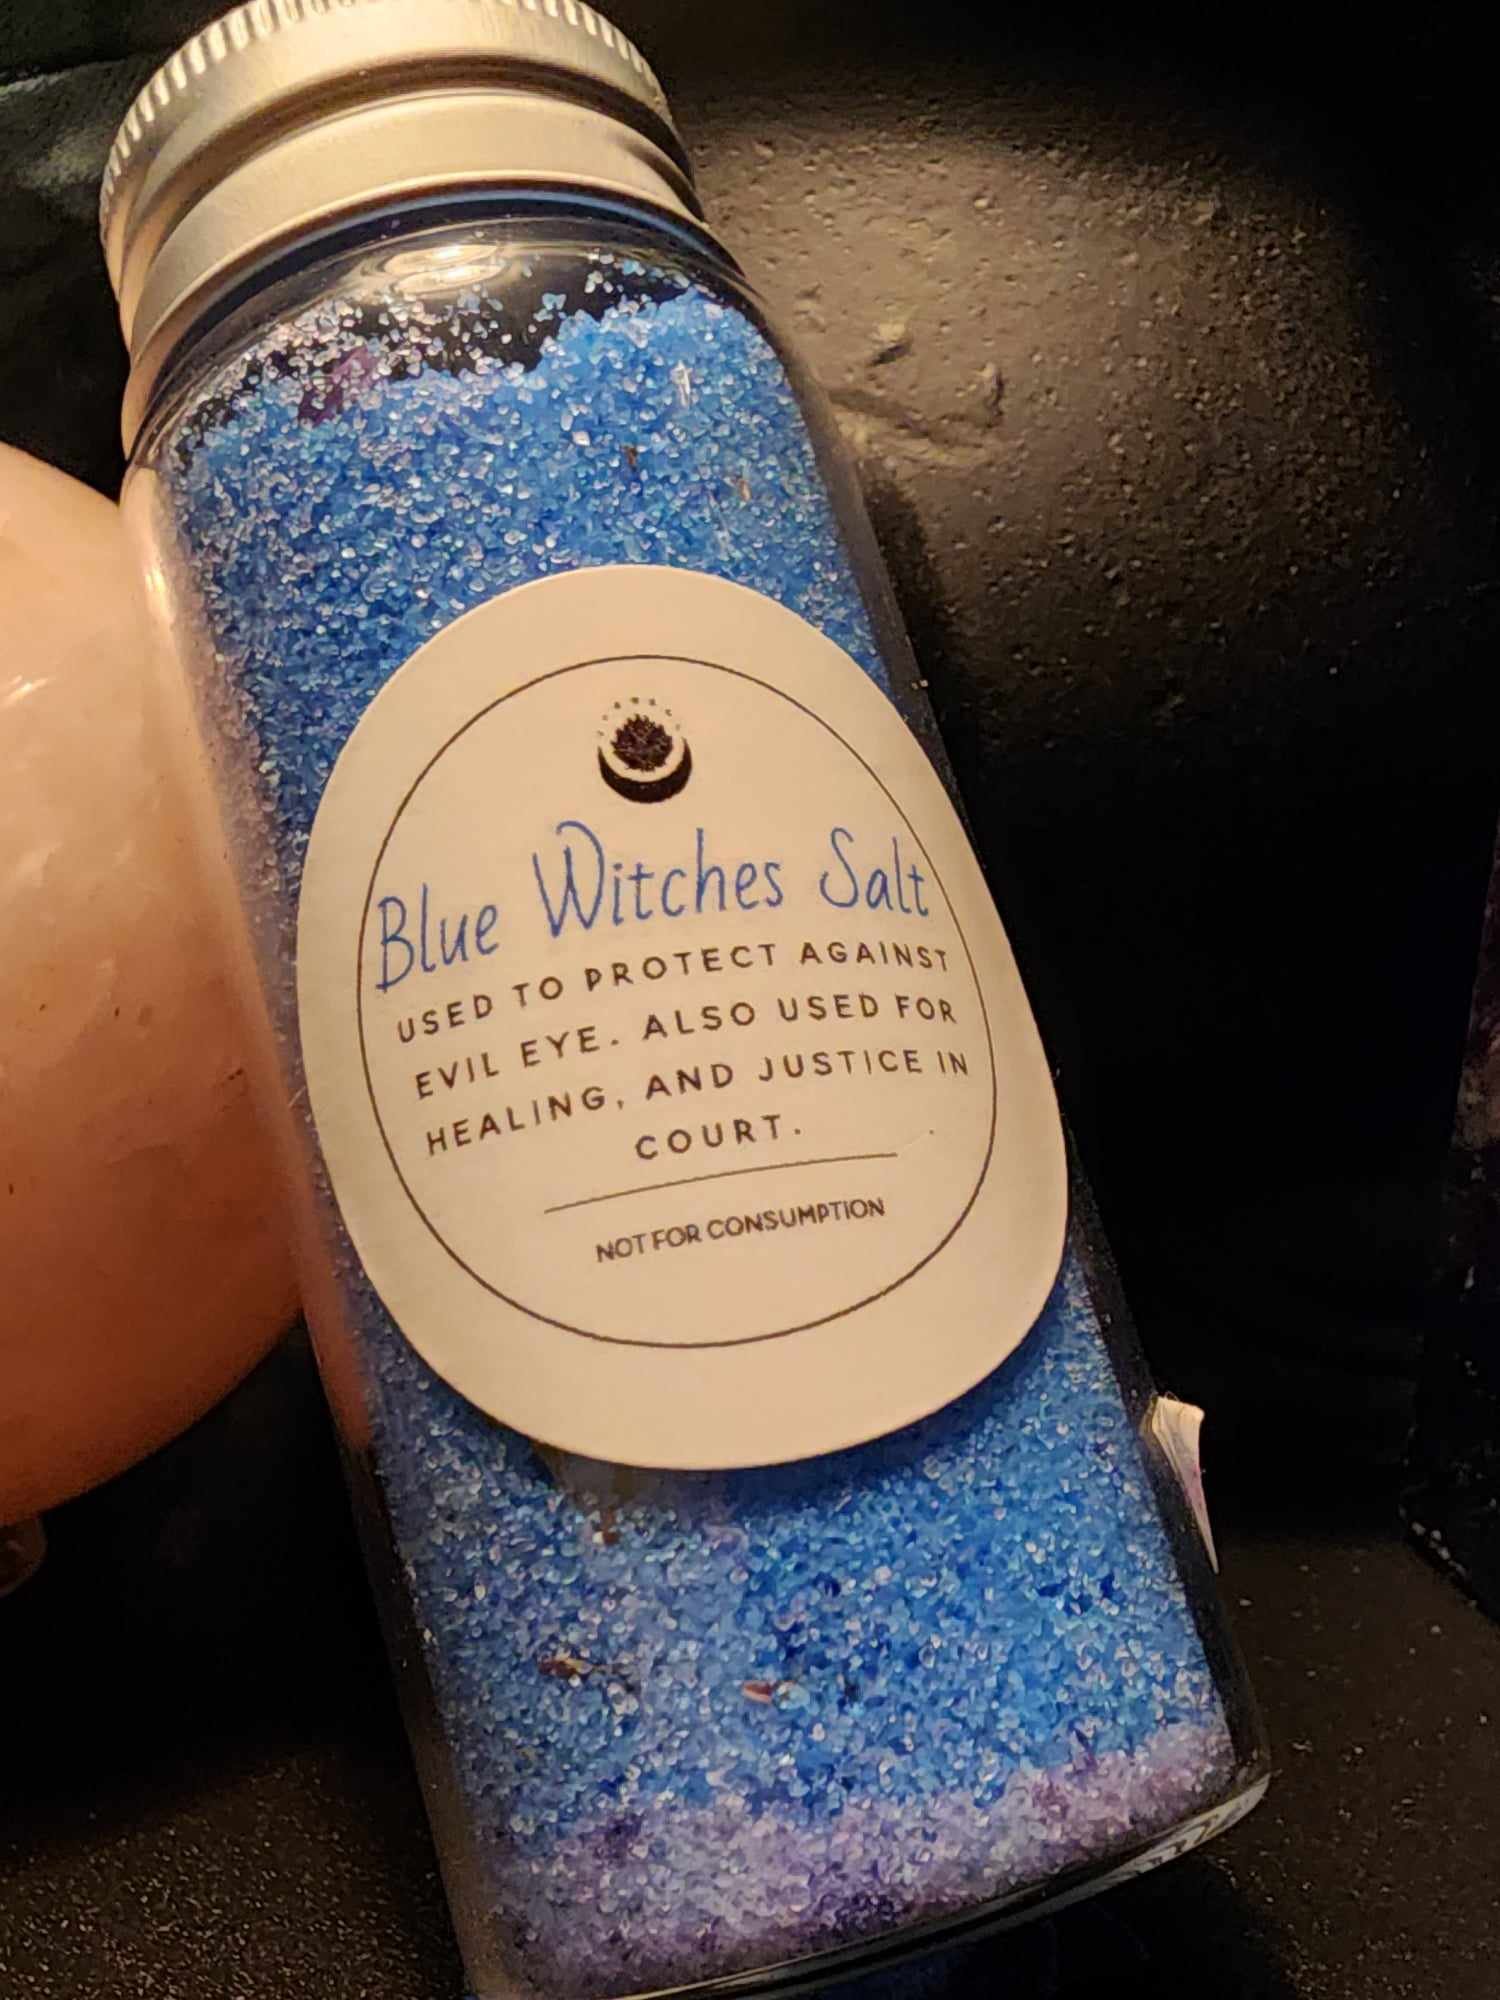 Blue Witches Salt
USED TO PROTECT AGAINST
EVIL EYE. ALSO USED FOR
HEALING, AND JUSTICE IN
COURT.
NOT FOR CONSUMPTION